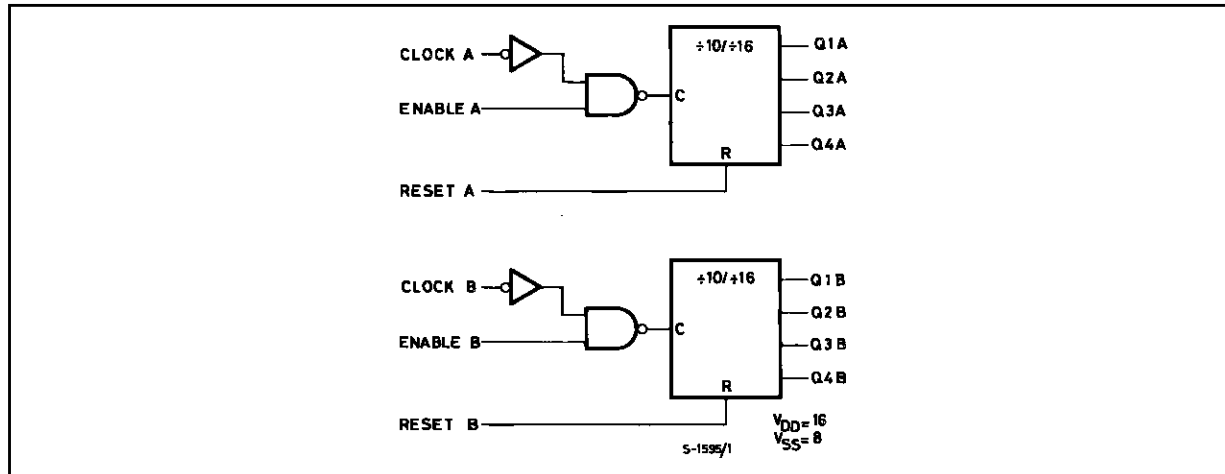 ÷10/÷16
CLOCK A
ENABLE A
C
R
RESET A
Q1A
Q2A
Q3A
Q4A
÷10/÷16
CLOCK B
ENABLE B
C
R
RESET B
Q1B
Q2B
Q3B
Q4B
VDD=16
VSS=8
S-1595/1